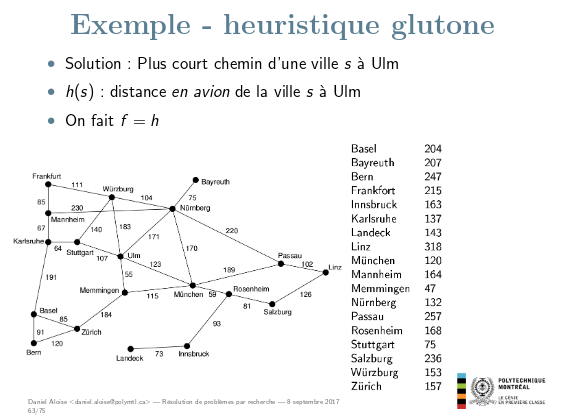 Exemple - heuristique glutone
• Solution : Plus court chemin d'une ville s à Ulm
• h(s) : distance en avion de la ville s à Ulm
• On fait f = h
Basel 204
Bayreuth 207
Bern 247
Frankfurt 215
Innsbruck 163
Karlsruhe 137
Landeck 143
Linz 318
München 120
Mannheim 164
Memmingen 47
Nürnberg 132
Passau 257
Rosenheim 168
Stuttgart 75
Salzburg 236
Würzburg 153
Zürich 157
Frankfurt
111
Würzburg
Bayreuth
85
104
75
230
Nürnberg
Mannheim
67
140
183
220
Karlsruhe
171
64
Stuttgart
107
Ulm
170
Passau
102
Linz
123
189
191
55
Memmingen
115
München
59
Rosenheim
126
81
Salzburg
Basel
85
184
93
91
Zürich
120
Bern
Landeck
73
Innsbruck
Daniel Aloise <daniel.aloise@polymtl.ca> — Résolution de problèmes par recherche — 8 septembre 2017
63/75
POLYTECHNIQUE
MONTRÉAL
LE GÉNIE
EN PREMIÈRE CLASSE